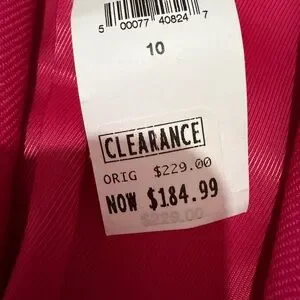 5 00077 40824 7
10
CLEARANCE
ORIG $229.00
NOW $184.99
$229.00